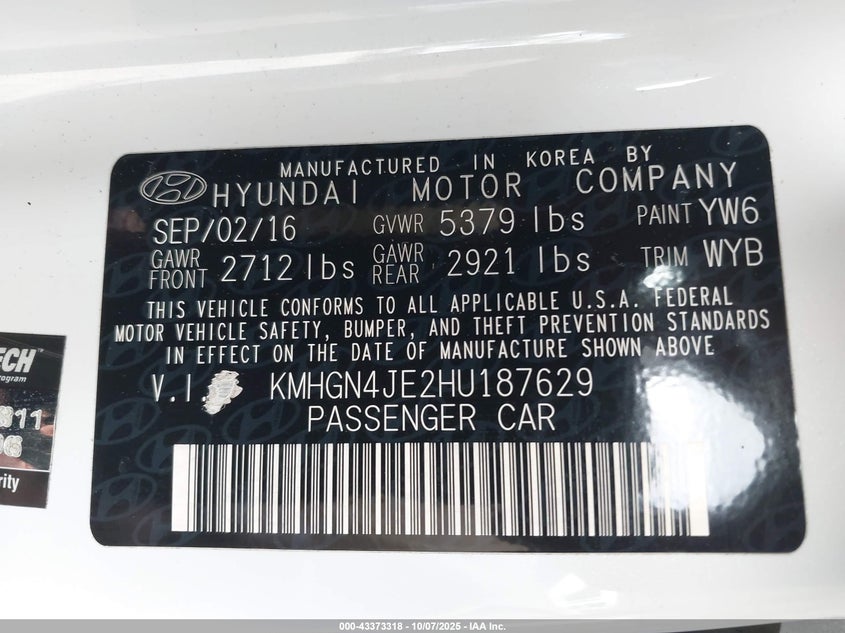 MANUFACTURED IN KOREA BY
HYUNDAI MOTOR COMPANY
SEP/02/16 GVWR 5379 lbs PAINT YW6
GAWR FRONT 2712 lbs GAWR REAR 2921 lbs TRIM WYB
THIS VEHICLE CONFORMS TO ALL APPLICABLE U.S.A. FEDERAL
MOTOR VEHICLE SAFETY, BUMPER, AND THEFT PREVENTION STANDARDS
IN EFFECT ON THE DATE OF MANUFACTURE SHOWN ABOVE
V.I KMHGN4JE2HU187629
PASSENGER CAR
000-43373318 - 10/07/2025 - IAA Inc.